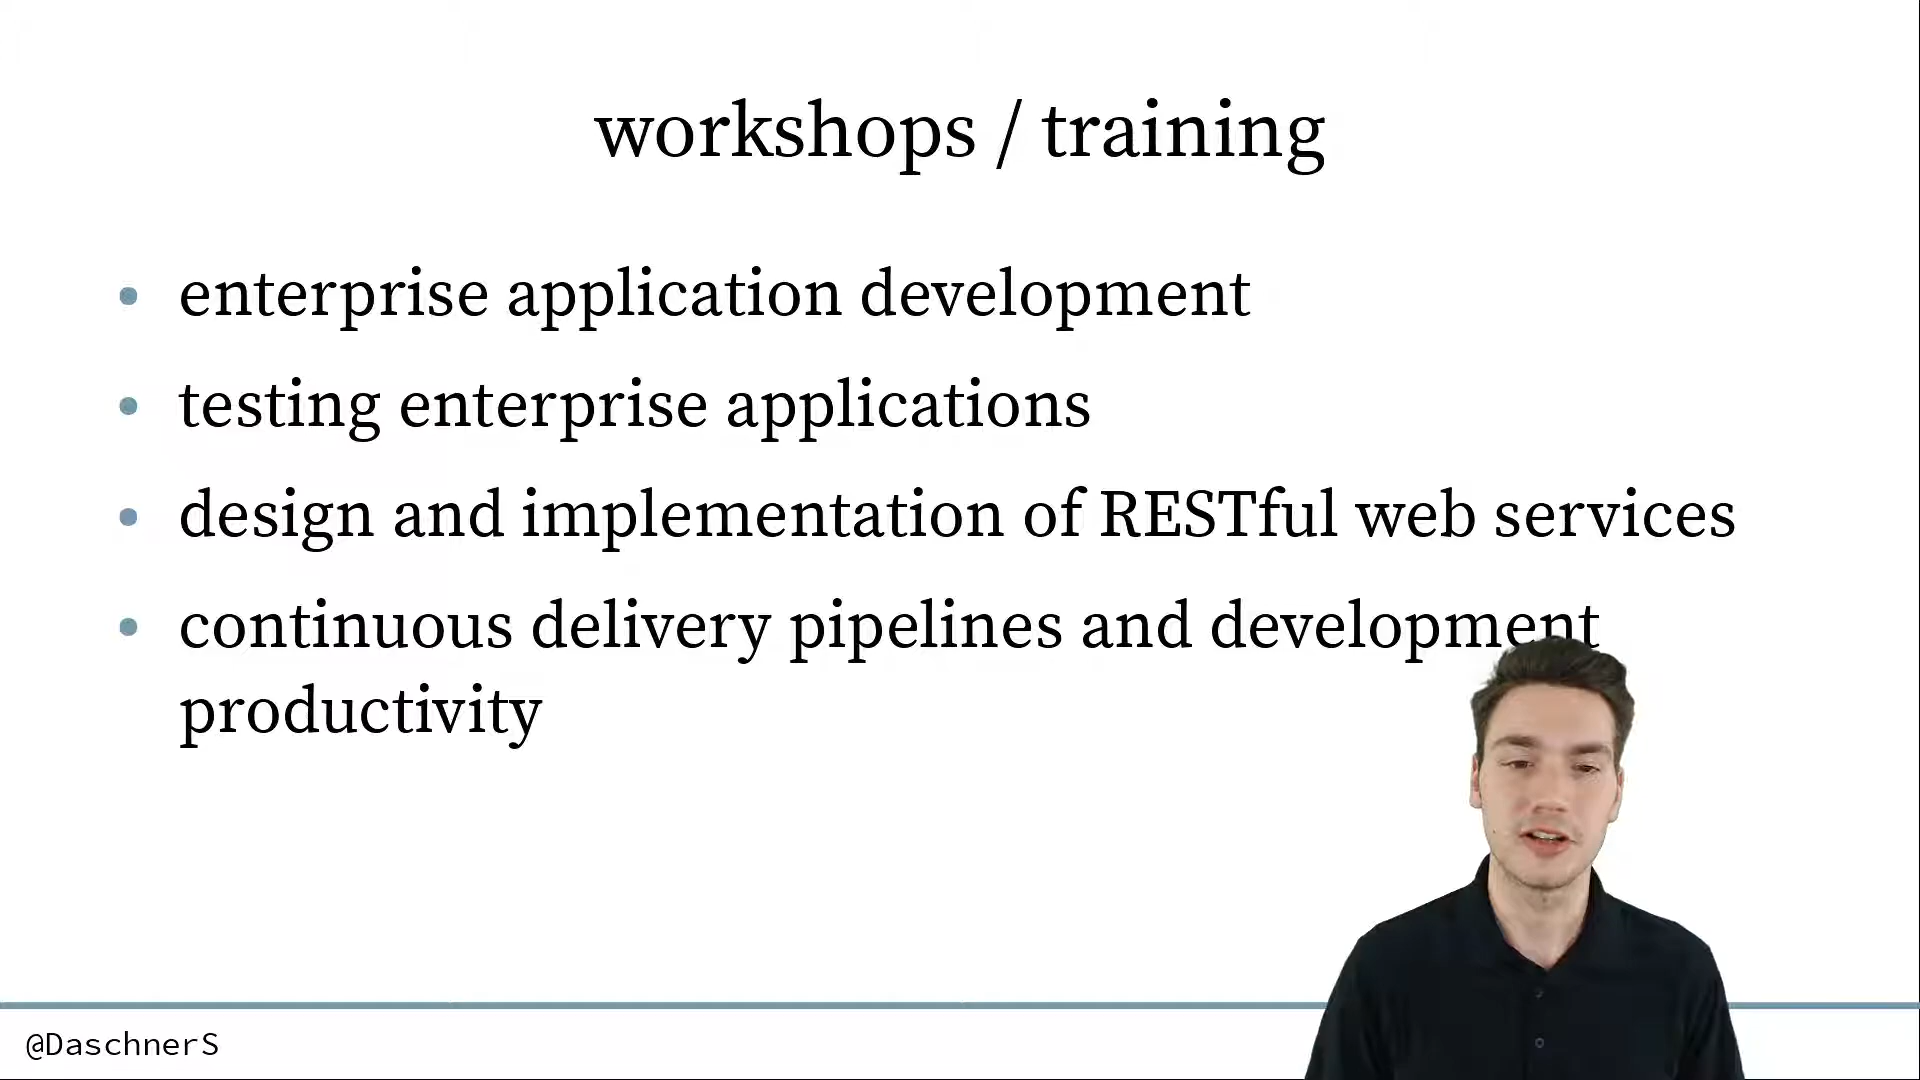 workshops / training
• enterprise application development
• testing enterprise applications
• design and implementation of RESTful web services
• continuous delivery pipelines and development
productivity
@DaschnerS